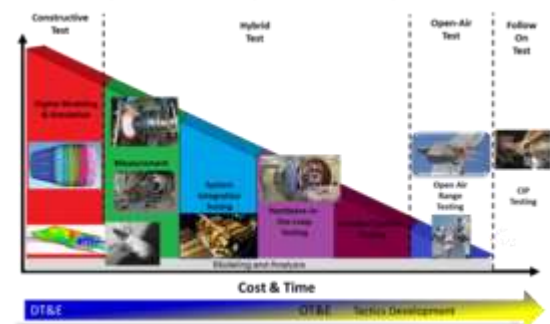 Constructive
Test
Hybrid
Test
Open-Air
Test
Follow
On
Test
Digital Modeling
& Simulation
Measurement
System
Integration
Testing
Hardware-in-
the-Loop
Testing
Open Air
Range
Testing
CIP
Testing
Modeling and Analysis
Cost & Time
DT&E
OT&E
Tactics Development